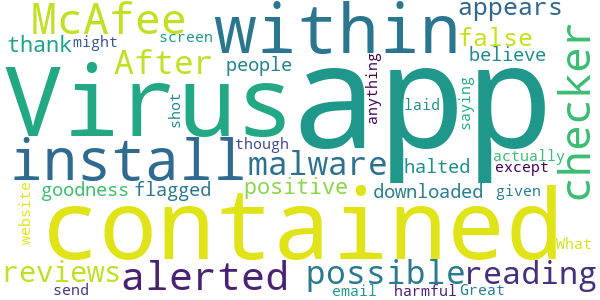 McAfee screen within appears
thank might false
After people believe
Virus app checker
shot anything laid saying
install though actually
malware halted except
website goodness flagged positive downloaded given
contained What
reviews alerted possible reading
send email harmful Great